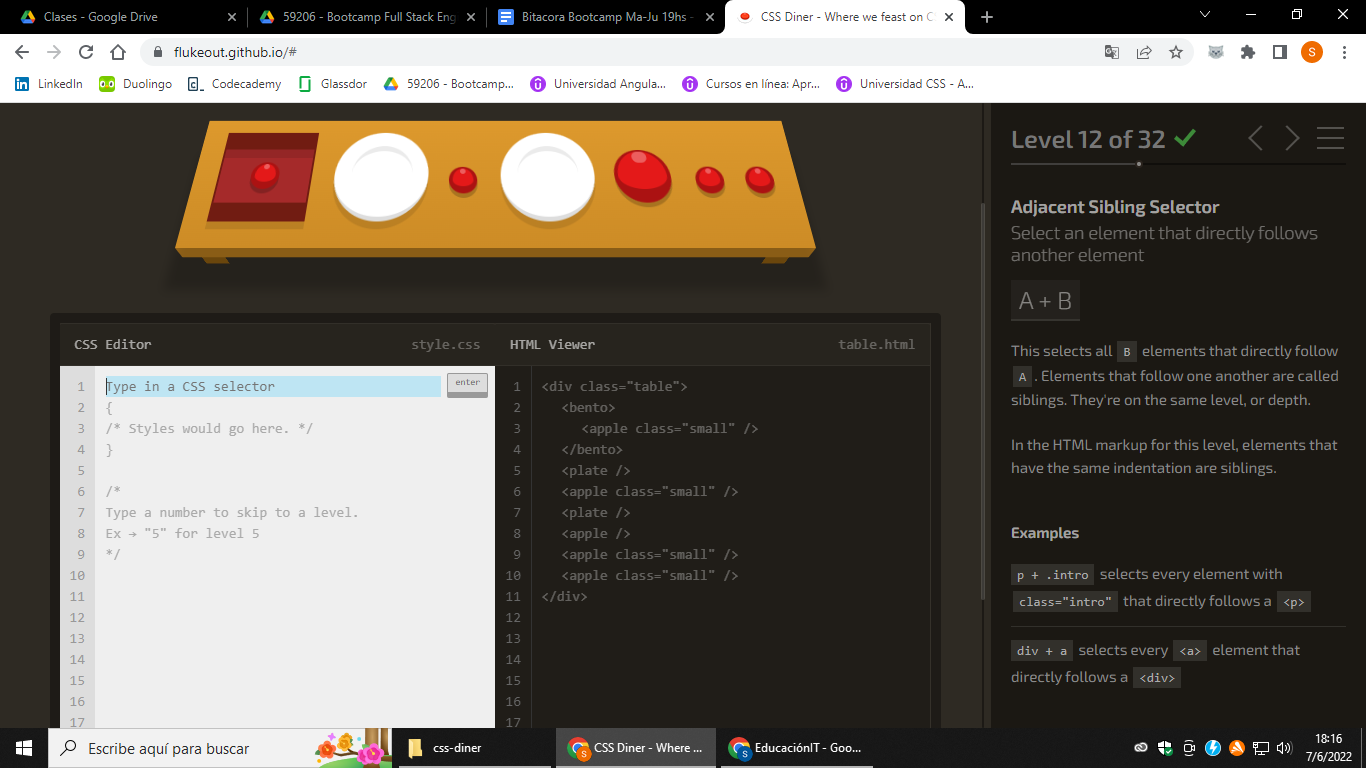 Clases - Google Drive
59206 - Bootcamp Full Stack Eng
Bitacora Bootcamp Ma-Ju 19hs -
CSS Diner - Where we feast on C
flukeout.github.io/#
S
LinkedIn
Duolingo
Codecademy
Glassdor
59206 - Bootcamp...
Universidad Angula...
Cursos en línea: Apr...
Universidad CSS - A...
Level 12 of 32
Adjacent Sibling Selector
Select an element that directly follows
another element
A + B
This selects all B elements that directly follow
A . Elements that follow one another are called
siblings. They're on the same level, or depth.
In the HTML markup for this level, elements that
have the same indentation are siblings.
Examples
p + .intro selects every element with
class="intro" that directly follows a <p>
div + a selects every <a> element that
directly follows a <div>
CSS Editor style.css
1 Type in a CSS selector enter
2 {
3 /* Styles would go here. */
4 }
5
6 /*
7 Type a number to skip to a level.
8 Ex → "5" for level 5
9 */
10
11
12
13
14
15
16
17
HTML Viewer table.html
1 <div class="table">
2 <bento>
3 <apple class="small" />
4 </bento>
5 <plate />
6 <apple class="small" />
7 <plate />
8 <apple />
9 <apple class="small" />
10 <apple class="small" />
11 </div>
12
13
14
15
16
17
Escribe aquí para buscar
css-diner
CSS Diner - Where ...
EducaciónIT - Goo...
18:16
7/6/2022